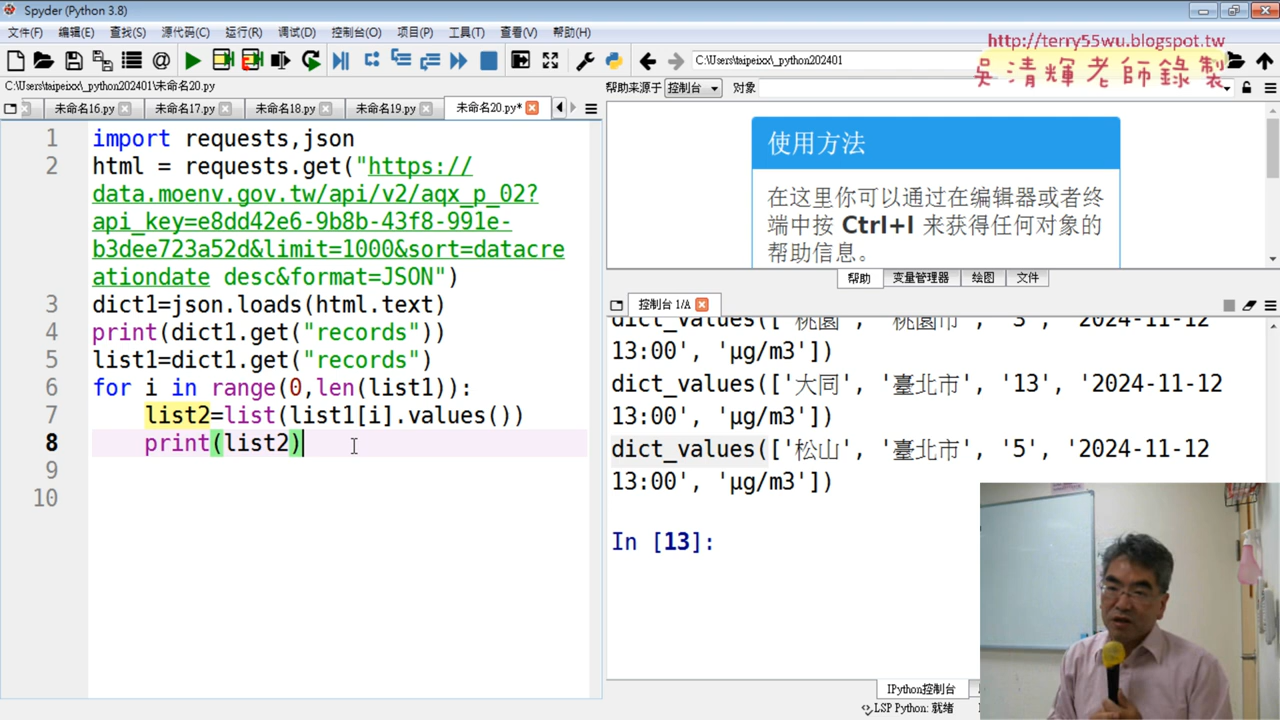 Spyder (Python 3.8)
文件(F) 编辑(E) 查找(S) 源代码(C) 运行(R) 调试(D) 控制台(O) 项目(P) 工具(T) 查看(V) 帮助(H)
http://terry55wu.blogspot.tw
吳清輝老師錄製
C:\Users\taipeixx\_python202401
C:\Users\taipeixx\_python202401\未命名20.py
帮助来源于 控制台 对象
未命名16.py 未命名17.py 未命名18.py 未命名19.py 未命名20.py*
1 import requests,json
2 html = requests.get("https://
data.moenv.gov.tw/api/v2/aqx_p_02?
api_key=e8dd42e6-9b8b-43f8-991e-
b3dee723a52d&limit=1000&sort=datacre
ationdate desc&format=JSON")
3 dict1=json.loads(html.text)
4 print(dict1.get("records"))
5 list1=dict1.get("records")
6 for i in range(0,len(list1)):
7 list2=list(list1[i].values())
8 print(list2)
9
10
使用方法
在这里你可以通过在编辑器或者终
端中按 Ctrl+I 来获得任何对象的
帮助信息。
帮助 变量管理器 绘图 文件
控制台 1/A
dict_values(['桃園', '桃園市', '3', '2024-11-12
13:00', 'μg/m3'])
dict_values(['大同', '臺北市', '13', '2024-11-12
13:00', 'μg/m3'])
dict_values(['松山', '臺北市', '5', '2024-11-12
13:00', 'μg/m3'])
In [13]:
IPython控制台
LSP Python: 就绪